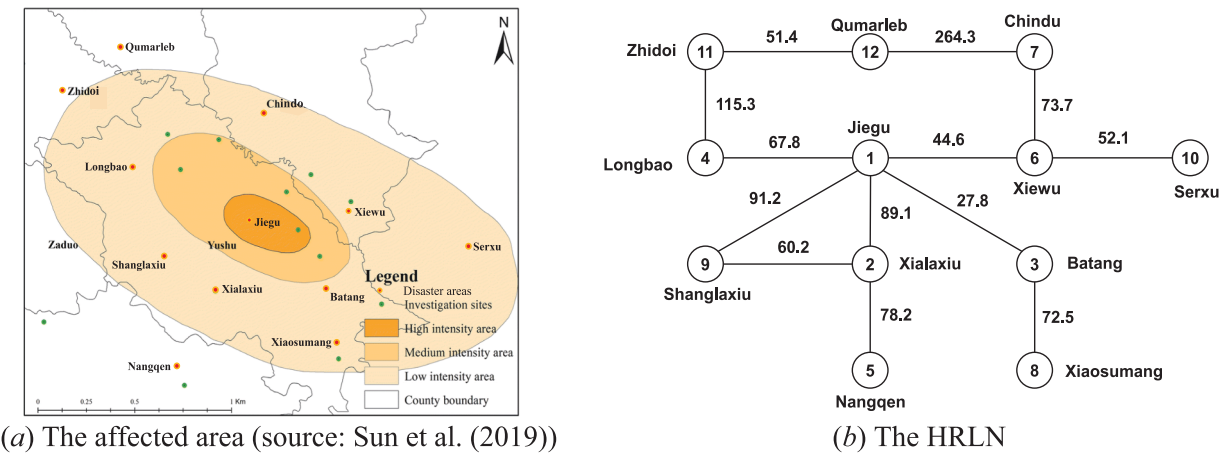 Qumarleb
N
Zhidoi
Chindo
Longbao
Jiegu
Xiewu
Zaduo
Yushu
Serxu
Shanglaxiu
Legend
Xialaxiu
Batang
Disaster areas
Investigation sites
High intensity area
Xiaosumang
Medium intensity area
Nangqen
Low intensity area
County boundary
0 1 Km
(a) The affected area (source: Sun et al. (2019))
Qumarleb
Chindu
Zhidoi
11
51.4
12
264.3
7
115.3
73.7
Jiegu
Longbao
4
67.8
1
44.6
6
52.1
10
Xiewu
Serxu
91.2
89.1
27.8
9
60.2
2
Xialaxiu
3
Batang
Shanglaxiu
78.2
72.5
5
8
Xiaosumang
Nangqen
(b) The HRLN